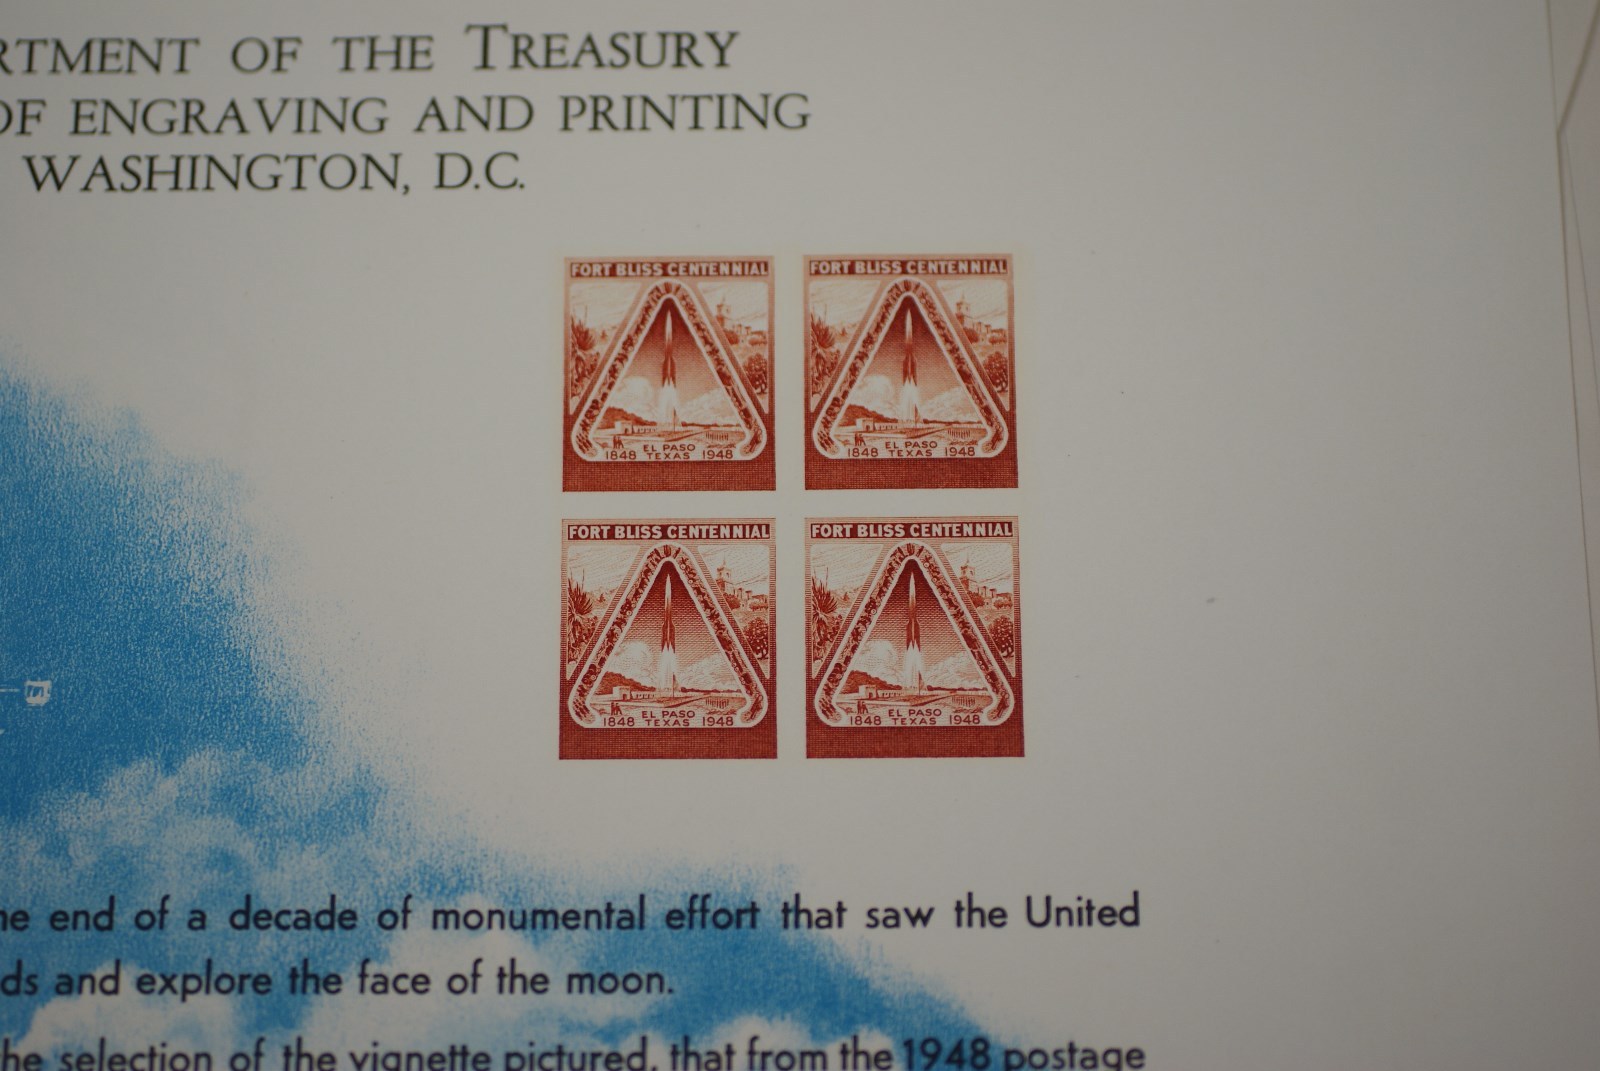 RTMENT OF THE TREASURY
OF ENGRAVING AND PRINTING
WASHINGTON, D.C.
FORT BLISS CENTENNIAL
EL PASO
1848 TEXAS 1948
FORT BLISS CENTENNIAL
EL PASO
1848 TEXAS 1948
FORT BLISS CENTENNIAL
EL PASO
1848 TEXAS 1948
FORT BLISS CENTENNIAL
EL PASO
1848 TEXAS 1948
he end of a decade of monumental effort that saw the United
ds and explore the face of the moon.
he selection of the vignette pictured, that from the 1948 postage